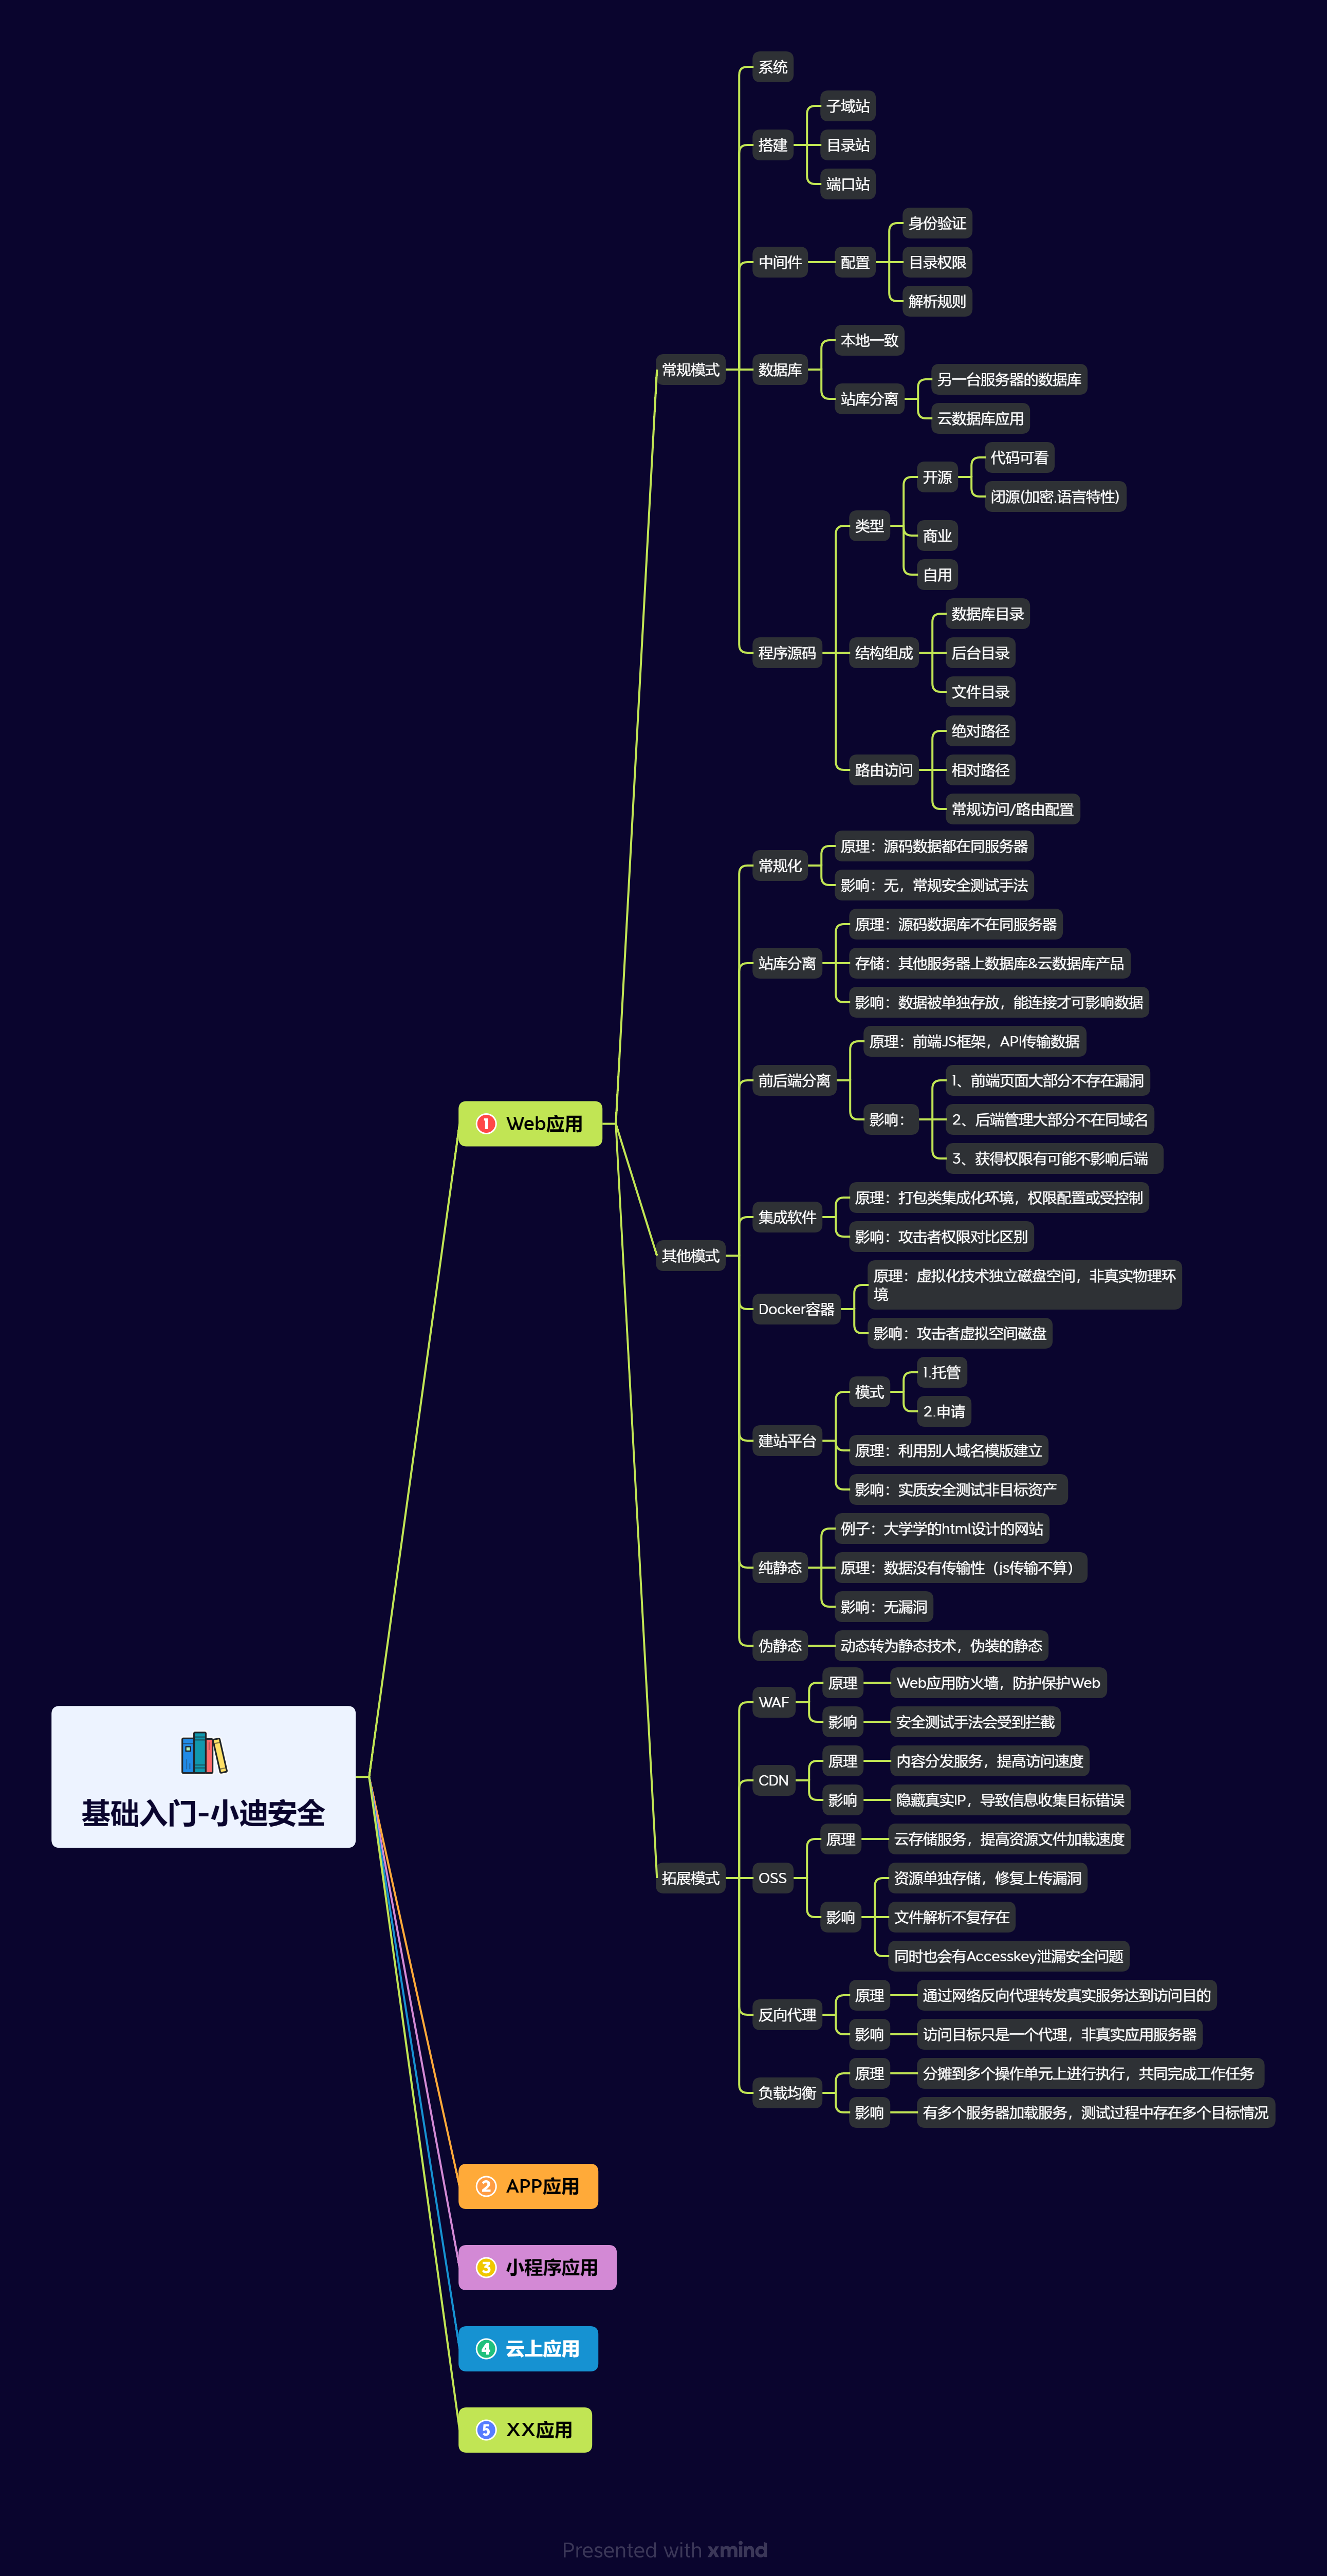 系统
子域站
搭建
目录站
端口站
身份验证
中间件
配置
目录权限
解析规则
本地一致
常规模式
数据库
另一台服务器的数据库
站库分离
云数据库应用
代码可看
开源
闭源(加密,语言特性)
类型
商业
自用
数据库目录
程序源码
结构组成
后台目录
文件目录
绝对路径
路由访问
相对路径
常规访问/路由配置
原理：源码数据都在同服务器
常规化
影响：无，常规安全测试手法
原理：源码数据库不在同服务器
站库分离
存储：其他服务器上数据库&云数据库产品
影响：数据被单独存放，能连接才可影响数据
原理：前端JS框架，API传输数据
前后端分离
1、前端页面大部分不存在漏洞
影响：
2、后端管理大部分不在同域名
3、获得权限有可能不影响后端
① Web应用
原理：打包类集成化环境，权限配置或受控制
集成软件
影响：攻击者权限对比区别
其他模式
原理：虚拟化技术独立磁盘空间，非真实物理环
境
Docker容器
影响：攻击者虚拟空间磁盘
1.托管
模式
2.申请
建站平台
原理：利用别人域名模版建立
影响：实质安全测试非目标资产
例子：大学学的html设计的网站
纯静态
原理：数据没有传输性（js传输不算）
影响：无漏洞
伪静态
动态转为静态技术，伪装的静态
原理
Web应用防火墙，防护保护Web
WAF
影响
安全测试手法会受到拦截
原理
内容分发服务，提高访问速度
CDN
影响
隐藏真实IP，导致信息收集目标错误
基础入门-小迪安全
原理
云存储服务，提高资源文件加载速度
拓展模式
OSS
资源单独存储，修复上传漏洞
影响
文件解析不复存在
同时也会有Accesskey泄漏安全问题
原理
通过网络反向代理转发真实服务达到访问目的
反向代理
影响
访问目标只是一个代理，非真实应用服务器
原理
分摊到多个操作单元上进行执行，共同完成工作任务
负载均衡
影响
有多个服务器加载服务，测试过程中存在多个目标情况
② APP应用
③ 小程序应用
④ 云上应用
⑤ XX应用
Presented with xmind